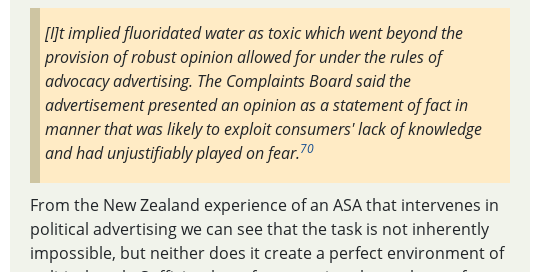 [I]t implied fluoridated water as toxic which went beyond the
provision of robust opinion allowed for under the rules of
advocacy advertising. The Complaints Board said the
advertisement presented an opinion as a statement of fact in
manner that was likely to exploit consumers' lack of knowledge
and had unjustifiably played on fear.70
From the New Zealand experience of an ASA that intervenes in
political advertising we can see that the task is not inherently
impossible, but neither does it create a perfect environment of